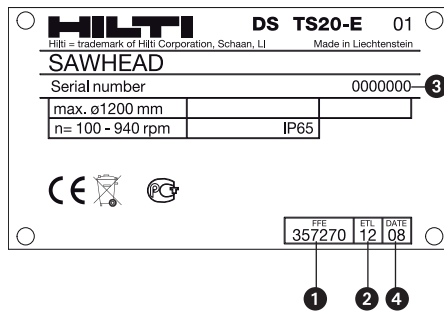 HILTI DS TS20-E 01
Hilti = trademark of Hilti Corporation, Schaan, LI Made in Liechtenstein
SAWHEAD
Serial number 0000000 3
max. ø1200 mm
n= 100 - 940 rpm IP65
CE PCT
FFE ETL DATE
357270 12 08
1 2 4